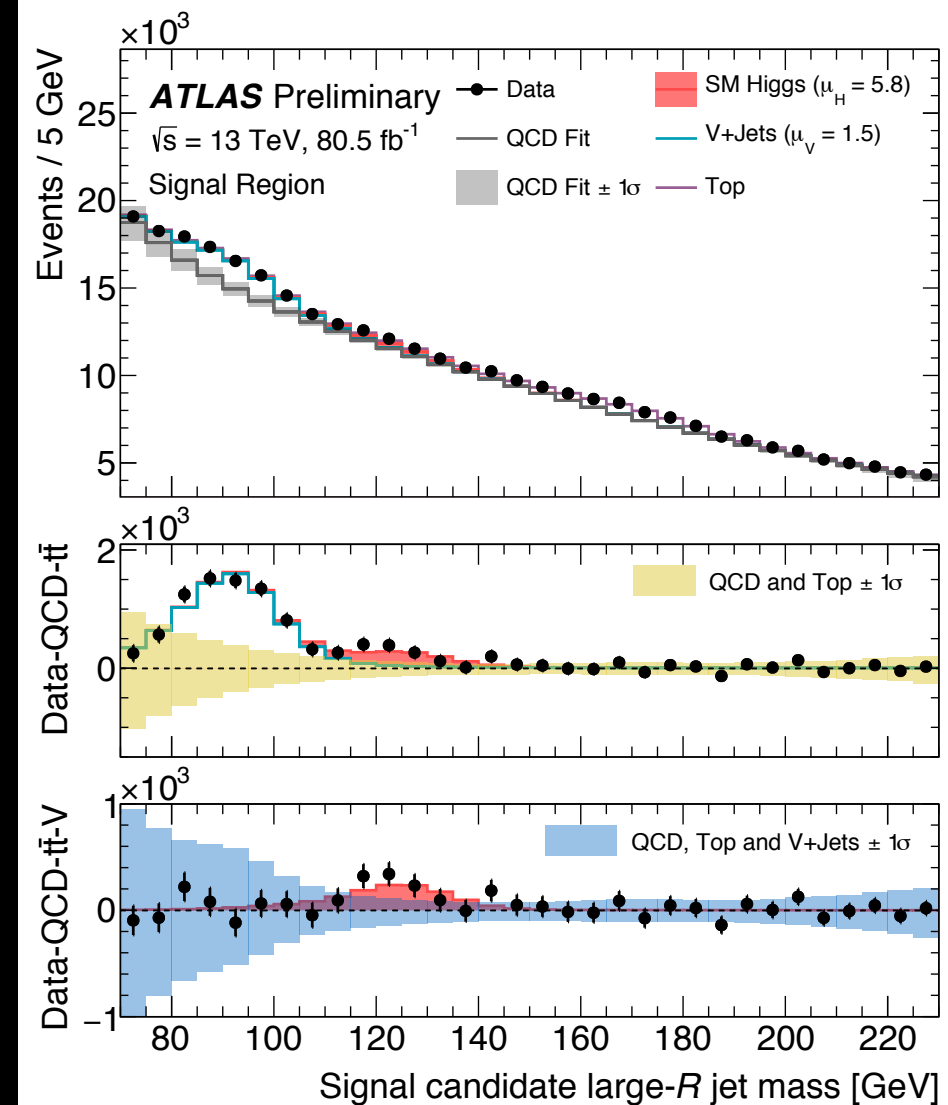 ×10³
Events / 5 GeV
25
20
15
10
5
ATLAS Preliminary
√s = 13 TeV, 80.5 fb⁻¹
Signal Region
Data
QCD Fit
QCD Fit ± 1σ
SM Higgs (μ_H = 5.8)
V+Jets (μ_V = 1.5)
Top
×10³
Data-QCD-tt̄
2
0
QCD and Top ± 1σ
×10³
Data-QCD-tt̄-V
1
0
−1
QCD, Top and V+Jets ± 1σ
80 100 120 140 160 180 200 220
Signal candidate large-R jet mass [GeV]